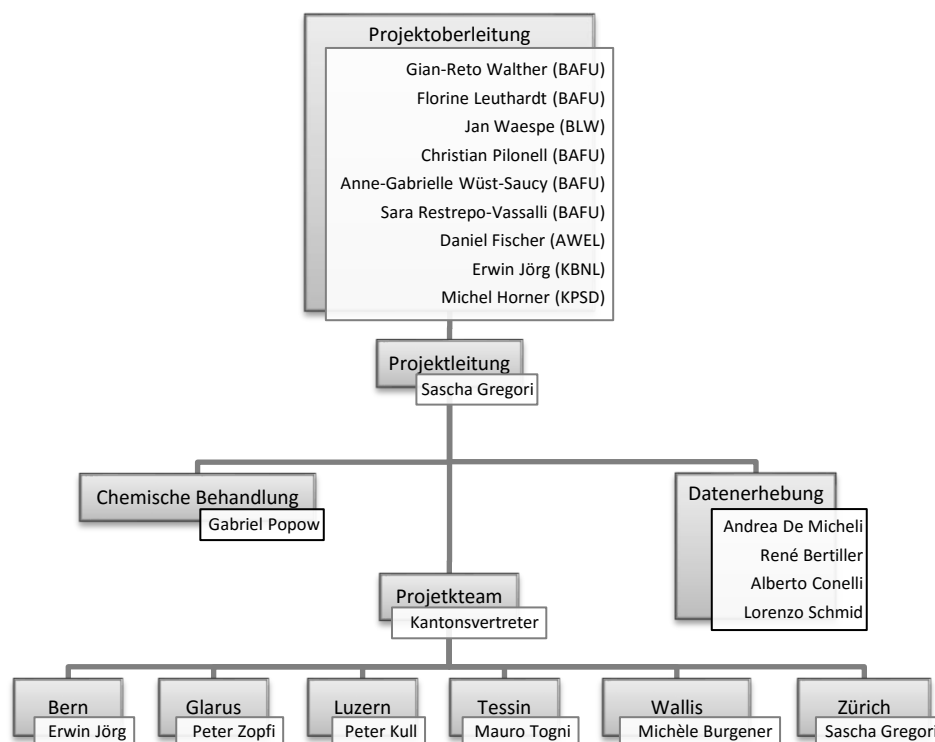 Projektoberleitung
Gian-Reto Walther (BAFU)
Florine Leuthardt (BAFU)
Jan Waespe (BLW)
Christian Pilonell (BAFU)
Anne-Gabrielle Wüst-Saucy (BAFU)
Sara Restrepo-Vassalli (BAFU)
Daniel Fischer (AWEL)
Erwin Jörg (KBNL)
Michel Horner (KPSD)
Projektleitung
Sascha Gregori
Chemische Behandlung
Gabriel Popow
Datenerhebung
Andrea De Micheli
René Bertiller
Alberto Conelli
Lorenzo Schmid
Projetkteam
Kantonsvertreter
Bern
Erwin Jörg
Glarus
Peter Zopfi
Luzern
Peter Kull
Tessin
Mauro Togni
Wallis
Michèle Burgener
Zürich
Sascha Gregori